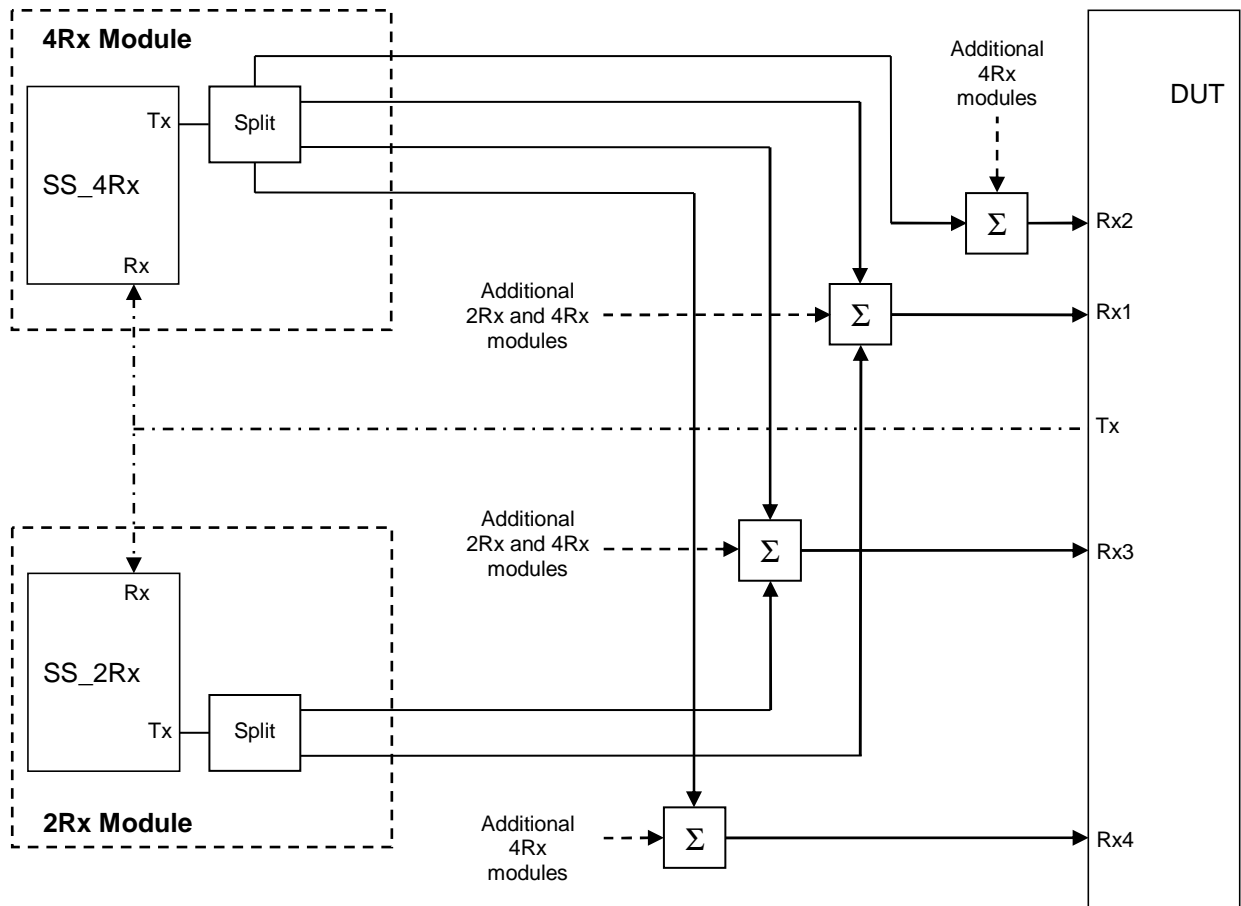 4Rx Module
Tx
Split
SS_4Rx
Rx
Additional
4Rx
modules
DUT
Σ
Rx2
Additional
2Rx and 4Rx
modules
Σ
Rx1
Tx
Additional
2Rx and 4Rx
modules
Σ
Rx3
Rx
SS_2Rx
Tx
Split
2Rx Module
Additional
4Rx
modules
Σ
Rx4